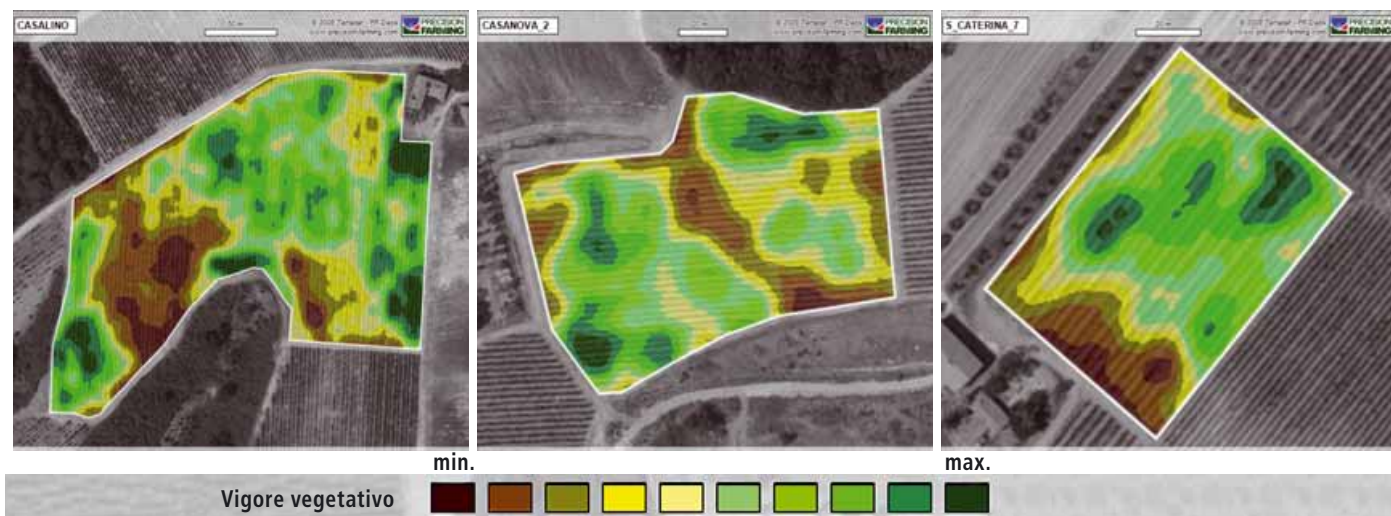 CASALINO
PRECISION
FARMING
CASANOVA_2
PRECISION
FARMING
S_CATERINA_7
PRECISION
FARMING
min.
max.
Vigore vegetativo